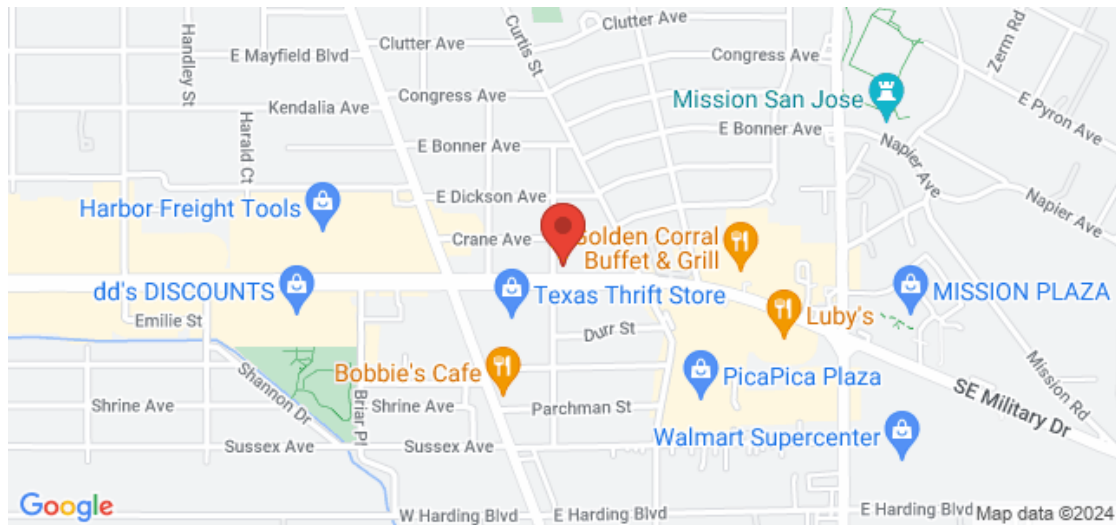 Handley St
Clutter Ave
Clutter Ave
Curtis St
E Mayfield Blvd
Congress Ave
Zerm Rd
Kendalia Ave
Congress Ave
Mission San Jose
E Pyron Ave
Harald Ct
E Bonner Ave
E Bonner Ave
Napier Ave
E Dickson Ave
Napier Ave
Harbor Freight Tools
Crane Ave
Golden Corral
Buffet & Grill
dd's DISCOUNTS
Texas Thrift Store
MISSION PLAZA
Emilie St
Durr St
Luby's
Bobbie's Cafe
PicaPica Plaza
Mission Rd
Shannon Dr
Briar Pl
Shrine Ave
Shrine Ave
Parchman St
SE Military Dr
Walmart Supercenter
Sussex Ave
Sussex Ave
Google
W Harding Blvd
E Harding Blvd
E Harding Blvd
Map data ©2024